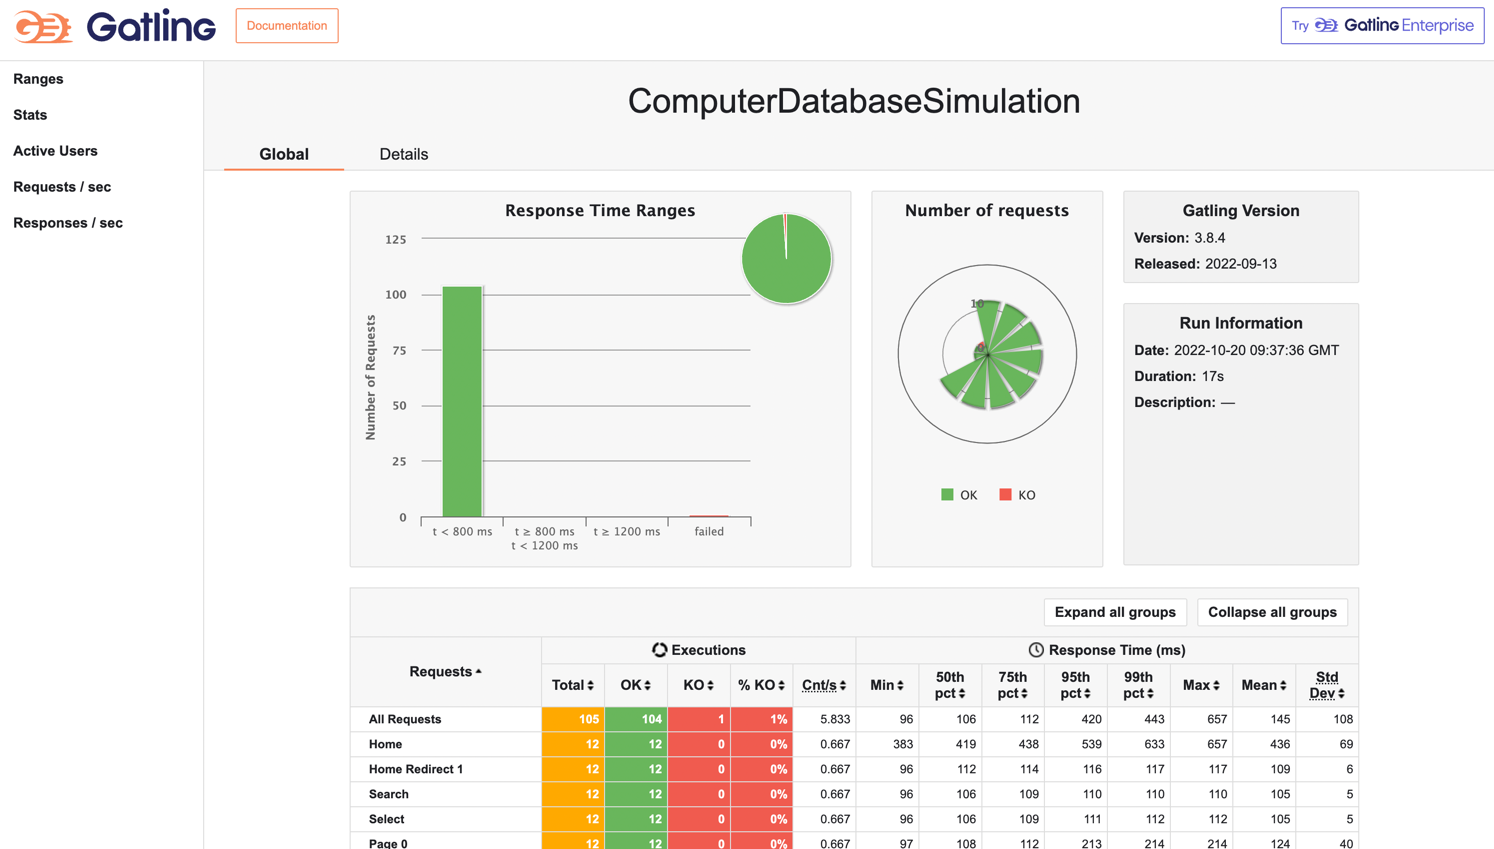 Gatling
Documentation
Try Gatling Enterprise
Ranges
Stats
Active Users
Requests / sec
Responses / sec
ComputerDatabaseSimulation
Global Details
Response Time Ranges
125
100
75
50
25
0
Number of Requests
t < 800 ms
t ≥ 800 ms
t < 1200 ms
t ≥ 1200 ms
failed
Number of requests
10
0
OK KO
Gatling Version
Version: 3.8.4
Released: 2022-09-13
Run Information
Date: 2022-10-20 09:37:36 GMT
Duration: 17s
Description: —
Expand all groups Collapse all groups
Requests Executions Response Time (ms)
Total OK KO % KO Cnt/s Min 50th pct 75th pct 95th pct 99th pct Max Mean Std Dev
All Requests 105 104 1 1% 5.833 96 106 112 420 443 657 145 108
Home 12 12 0 0% 0.667 383 419 438 539 633 657 436 69
Home Redirect 1 12 12 0 0% 0.667 96 112 114 116 117 117 109 6
Search 12 12 0 0% 0.667 96 106 109 110 110 110 105 5
Select 12 12 0 0% 0.667 96 106 109 111 112 112 105 5
Page 0 12 12 0 0% 0.667 97 108 112 213 214 214 124 40